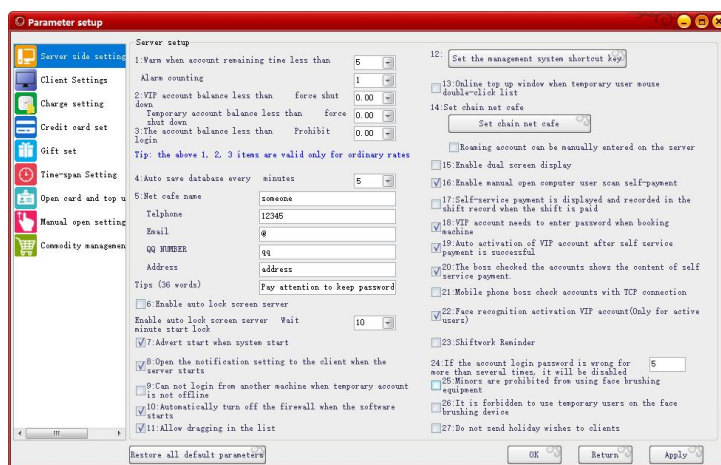 Parameter setup
Server side setting
Client Settings
Charge setting
Credit card set
Gift set
Time-span Setting
Open card and top u
Manual open setting
Commodity managemen
Server setup
1:Warm when account remaining time less than
5
Alarm counting
1
2:VIP account balance less than force shut
down
0.00
Temporary account balance less than force
shut down
0.00
3:The account balance less than Prohibit
login
0.00
Tip: the above 1, 2, 3 items are valid only for ordinary rates
4:Auto save database every minutes
5
5:Net cafe name
someone
Telphone
12345
Email
@
QQ NUMBER
qq
Address
address
Tips (36 words)
Pay attention to keep password
6:Enable auto lock screen server
Enable auto lock screen server Wait
minute start lock
10
7:Advert start when system start
8:Open the notification setting to the client when the
server starts
9:Can not login from another machine when temporary account
is not offline
10:Automatically turn off the firewall when the software
starts
11:Allow dragging in the list
12:
Set the management system shortcut key
13:Online top up window when temporary user mouse
double-click list
14:Set chain net cafe
Set chain net cafe
Roaming account can be manually entered on the server
15:Enable dual screen display
16:Enable manual open computer user scan self-payment
17:Self-service payment is displayed and recorded in the
shift record when the shift is paid
18:VIP account needs to enter password when booking
machine
19:Auto activation of VIP account after self service
payment is successful
20:The boss checked the accounts shows the content of self
service payment.
21:Mobile phone boss check accounts with TCP connection
22:Face recognition activation VIP account(Only for active
users)
23:Shiftwork Reminder
24:If the account login password is wrong for
more than several times, it will be disabled
5
25:Minors are prohibited from using face brushing
equipment
26:It is forbidden to use temporary users on the face
brushing device
27:Do not send holiday wishes to clients
Restore all default parameters
OK
Return
Apply